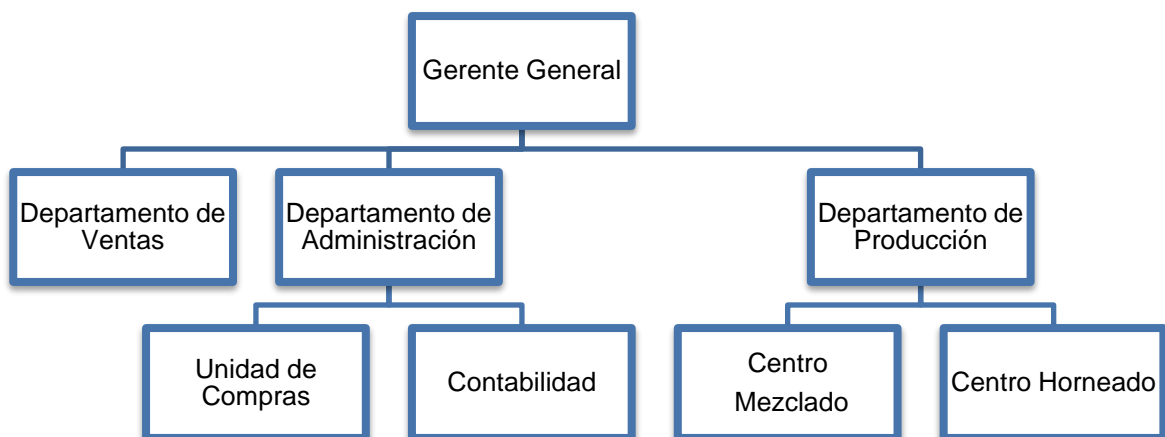 Gerente General
Departamento de
Ventas
Departamento de
Administración
Departamento de
Producción
Unidad de
Compras
Contabilidad
Centro
Mezclado
Centro Horneado